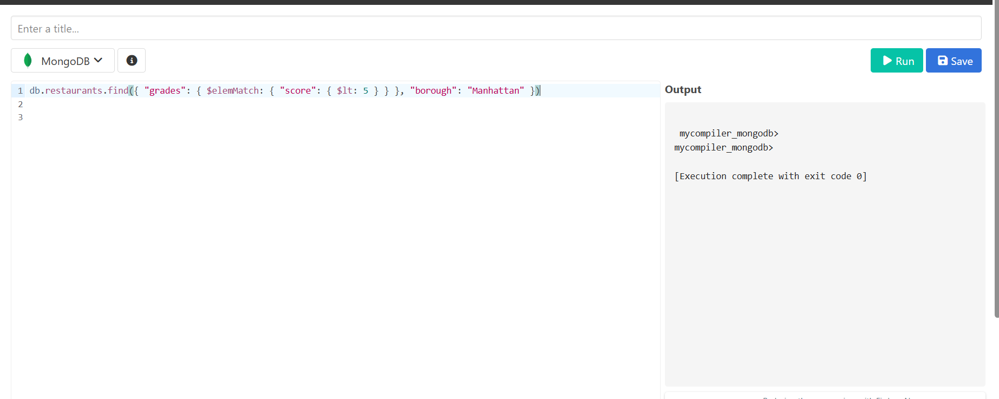 Enter a title...
MongoDB
Run
Save
1 db.restaurants.find({ "grades": { $elemMatch: { "score": { $lt: 5 } } }, "borough": "Manhattan" })
2
3
Output
mycompiler_mongodb>
mycompiler_mongodb>
[Execution complete with exit code 0]